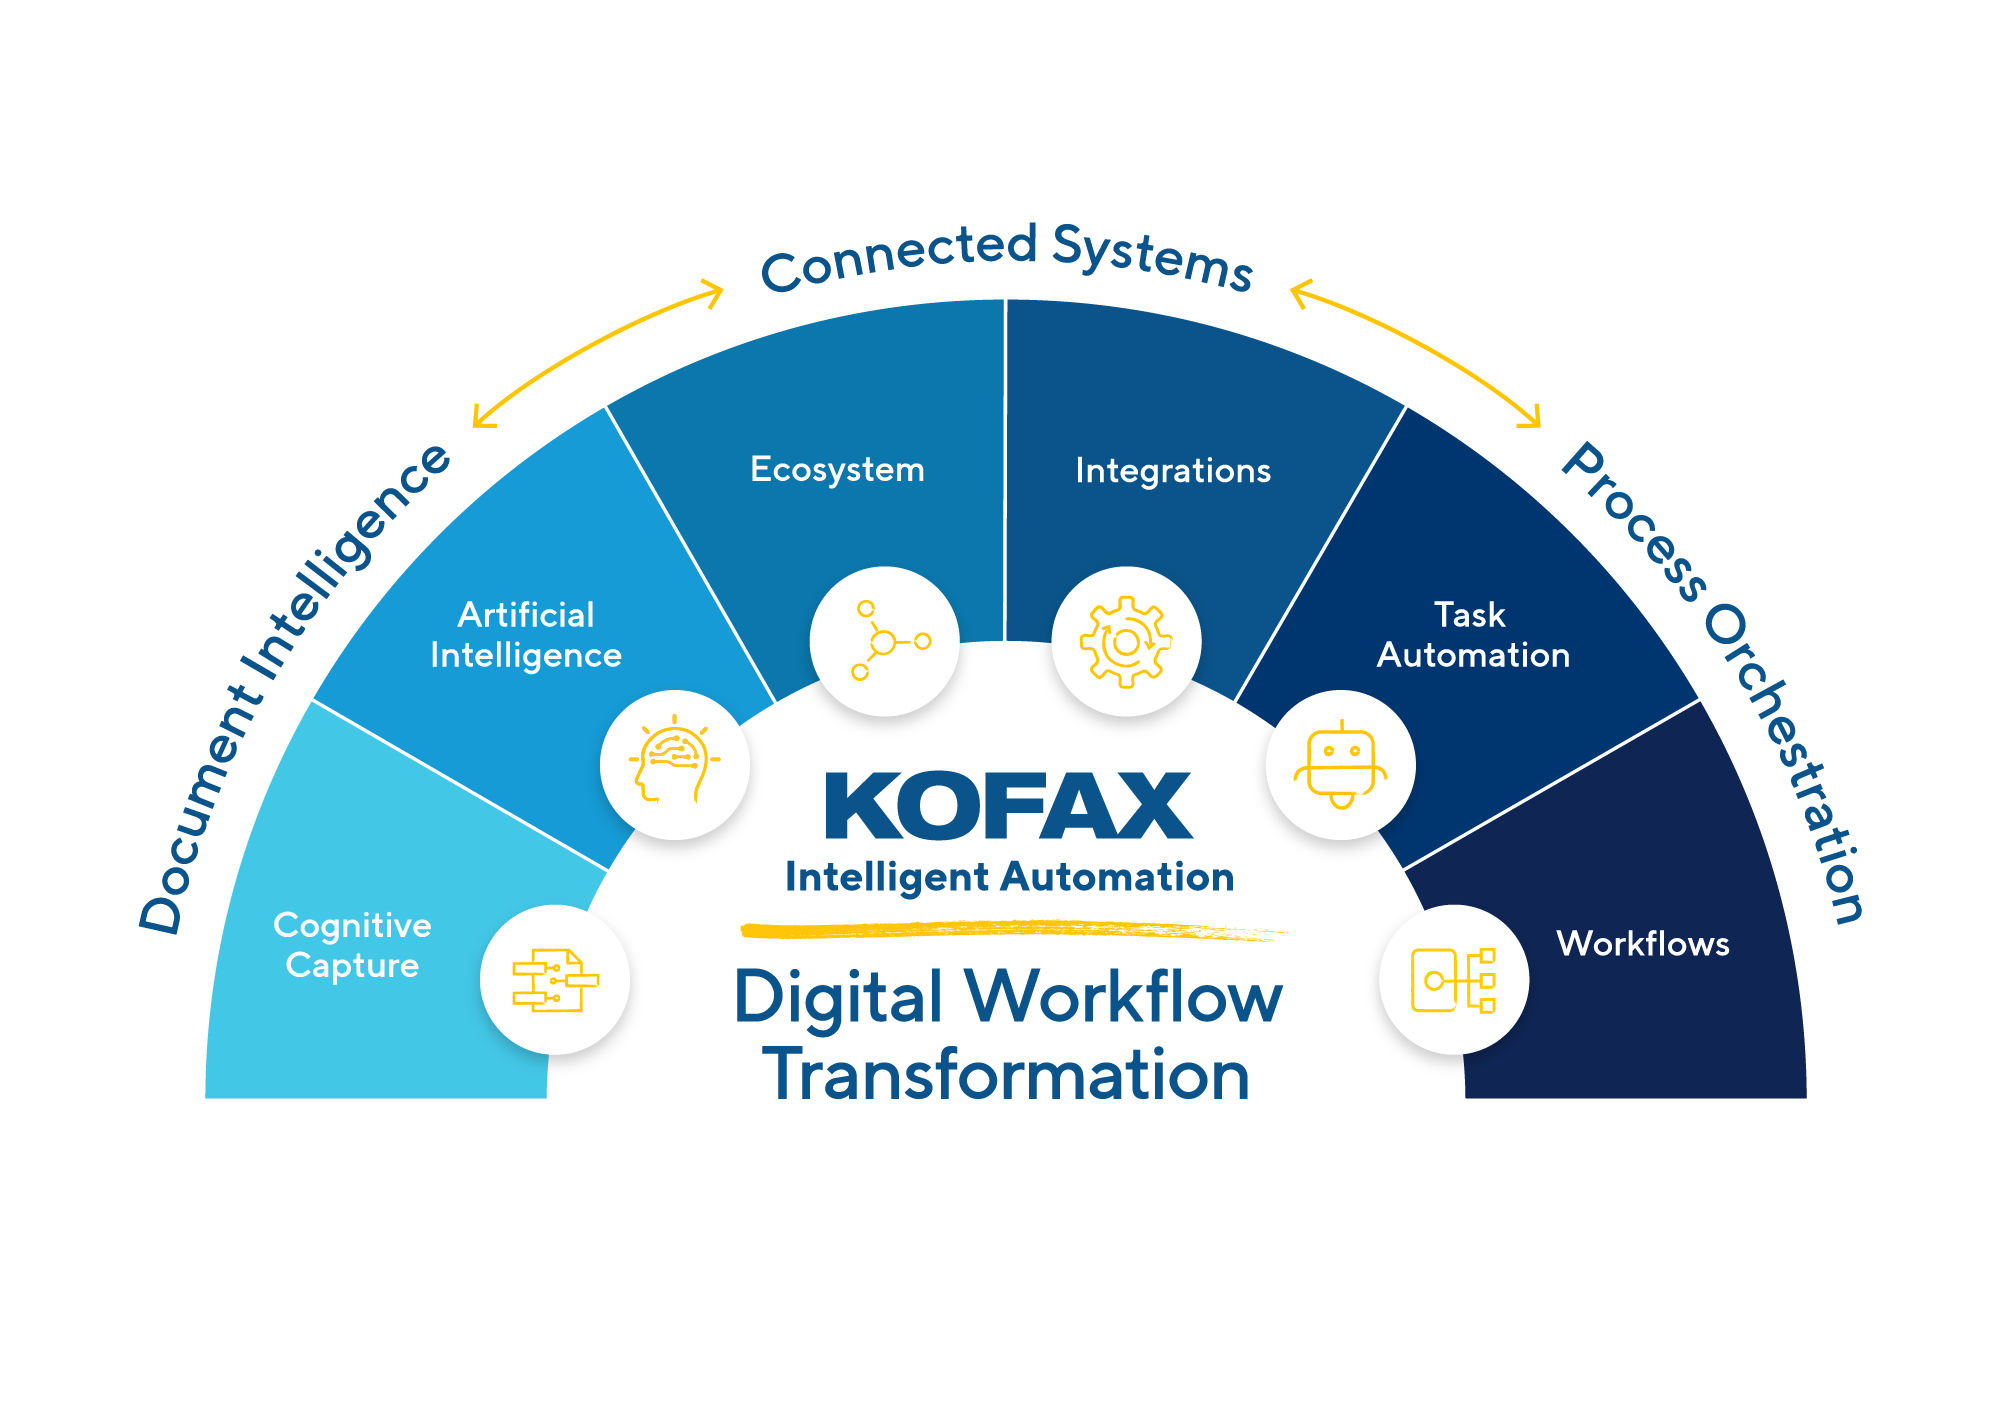 Connected Systems
Document Intelligence
Process Orchestration
Cognitive
Capture
Artificial
Intelligence
Ecosystem
Integrations
Task
Automation
Workflows
KOFAX
Intelligent Automation
Digital Workflow
Transformation